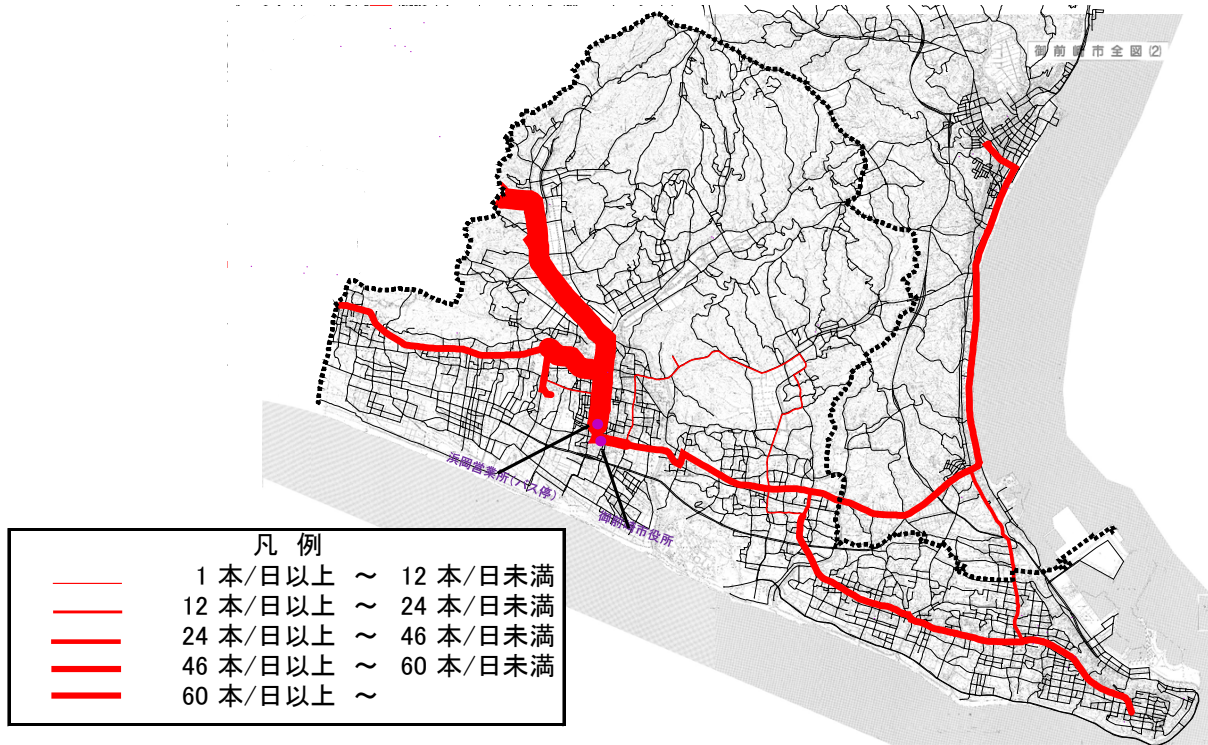 御前崎市全図②
浜岡営業所(バス停)
御前崎市役所
凡 例
1 本/日以上 ～ 12 本/日未満
12 本/日以上 ～ 24 本/日未満
24 本/日以上 ～ 46 本/日未満
46 本/日以上 ～ 60 本/日未満
60 本/日以上 ～